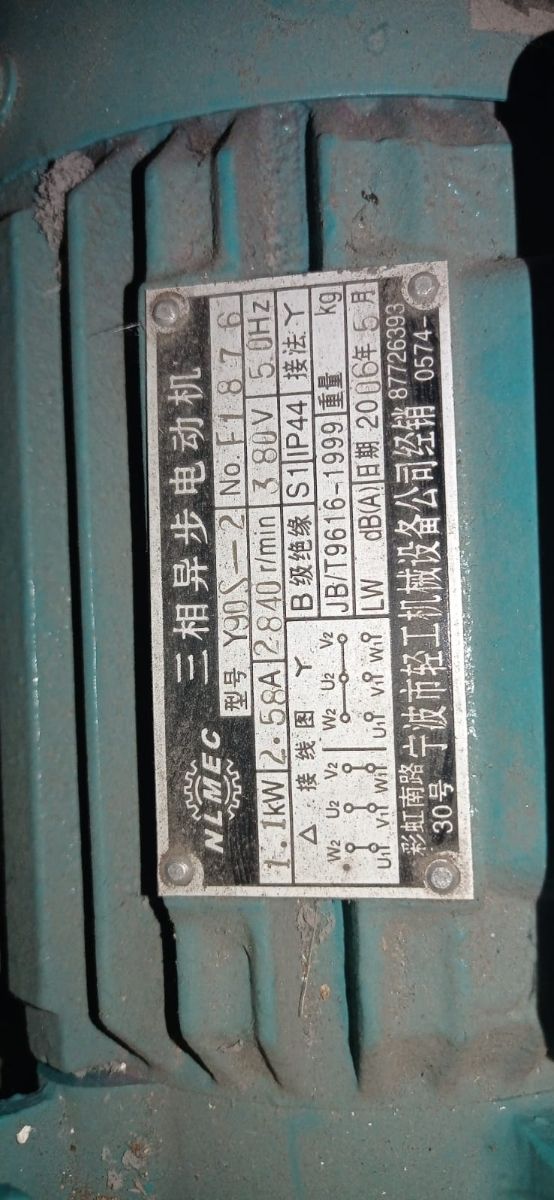 三相异步电动机
NLMEC
型号 Y90S-2 No. F1876
1.1kW 2.58A 2840 r/min 380V 50Hz
△ 接线图 Y B级绝缘 S1 IP44 接法 Y
W2 U2 V2 W2 U2 V2 JB/T9616-1999 重量 kg
U1 V1 W1 U1 V1 W1 LW dB(A) 日期 2006年5月
彩虹南路30号 宁波市轻工机械设备公司经销 0574-87726393